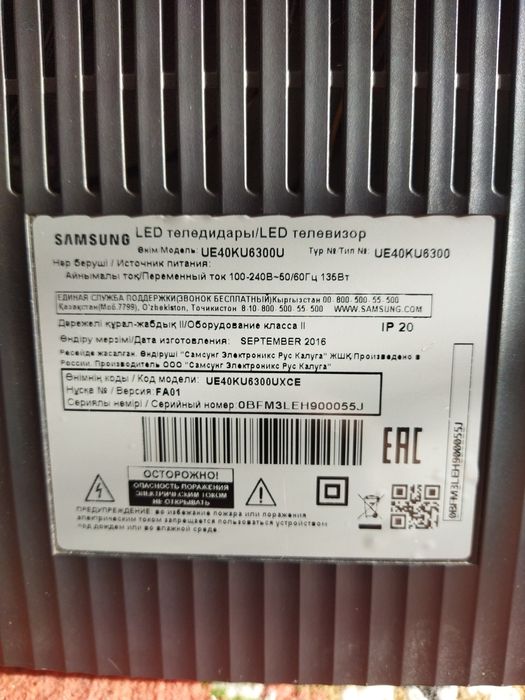 SAMSUNG LED теледидары/LED телевизор
Өнім Модель: UE40KU6300U Тур №/Тип №: UE40KU6300
Нәр беруші / Источник питания:
Айнымалы ток/Переменный ток 100-240В~50/60Гц 135Вт
ЕДИНАЯ СЛУЖБА ПОДДЕРЖКИ(ЗВОНОК БЕСПЛАТНЫЙ)Кыргызстан 00-800-500-55-500
Қазақстан(Моб.7799), O'zbekiston, Точикистон 8-10-800-500-55-500 WWW.SAMSUNG.COM
Дәрежелі құрал-жабдық II/Оборудование класса II IP 20
Өндіру мерзімі/Дата изготовления: SEPTEMBER 2016
Ресейде жасалған. Өндіруші "Самсунг Электроникс Рус Калуга" ЖШҚ Произведено в
России. Производитель ООО "Самсунг Электроникс Рус Калуга"
Өнімнің коды / Код модели: UE40KU6300UXCE
Нұсқа № / Версия: FA01
Сериялы немірі / Серийный номер: 0BFM3LEH900055J
EAC
0BFM3LEH900055J
ОСТОРОЖНО!
ОПАСНОСТЬ ПОРАЖЕНИЯ
ЭЛЕКТРИЧЕСКИМ ТОКОМ
НЕ ОТКРЫВАТЬ
ПРЕДУПРЕЖДЕНИЕ: во избежание пожара или поражения
электрическим током запрещается пользоваться устройством
под дождем или во влажной среде.